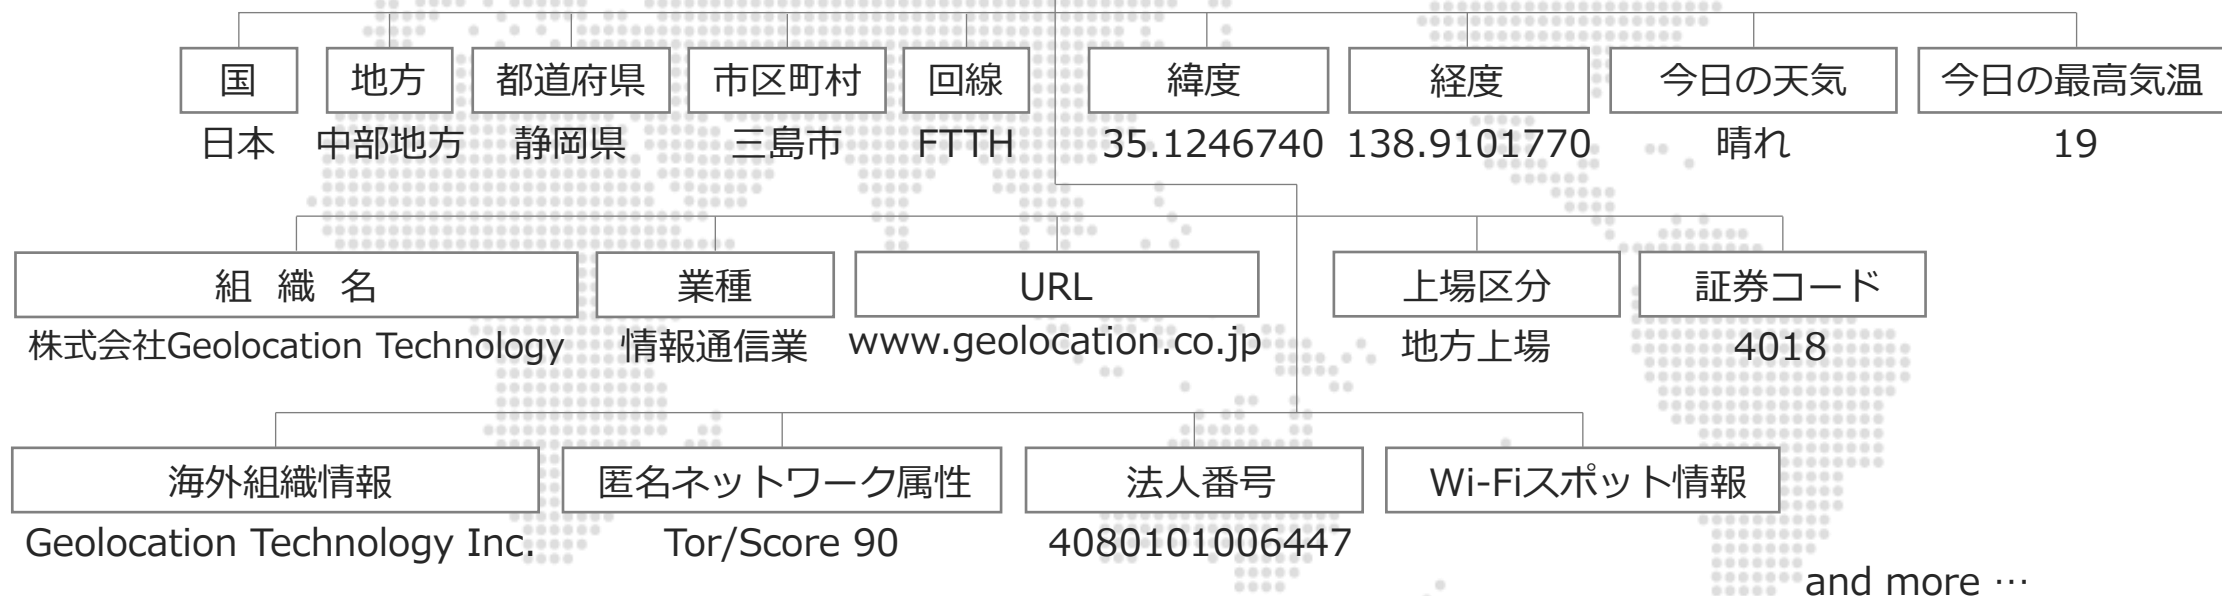 国 地方 都道府県 市区町村 回線 緯度 経度 今日の天気 今日の最高気温
日本 中部地方 静岡県 三島市 FTTH 35.1246740 138.9101770 晴れ 19
組 織 名 業種 URL 上場区分 証券コード
株式会社Geolocation Technology 情報通信業 www.geolocation.co.jp 地方上場 4018
海外組織情報 匿名ネットワーク属性 法人番号 Wi-Fiスポット情報
Geolocation Technology Inc. Tor/Score 90 4080101006447
and more …